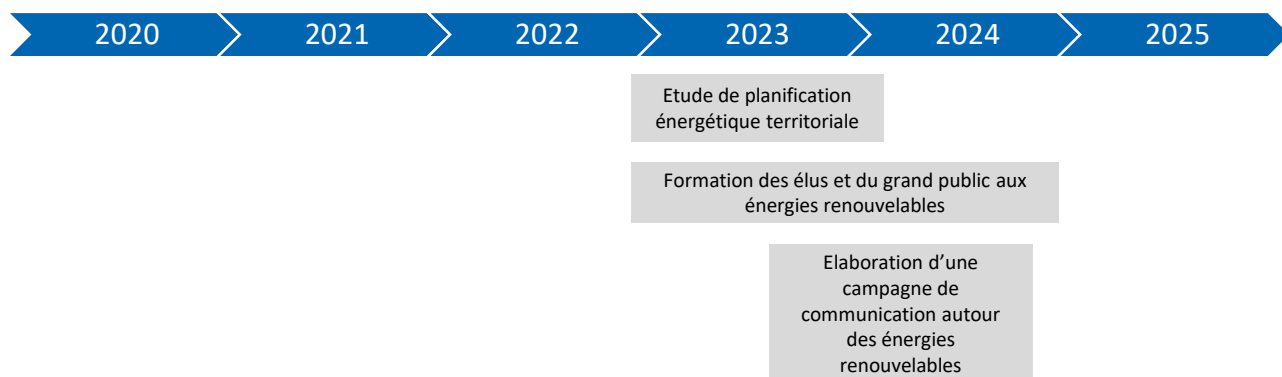 2020 2021 2022 2023 2024 2025
Etude de planification
énergétique territoriale
Formation des élus et du grand public aux
énergies renouvelables
Elaboration d’une
campagne de
communication autour
des énergies
renouvelables